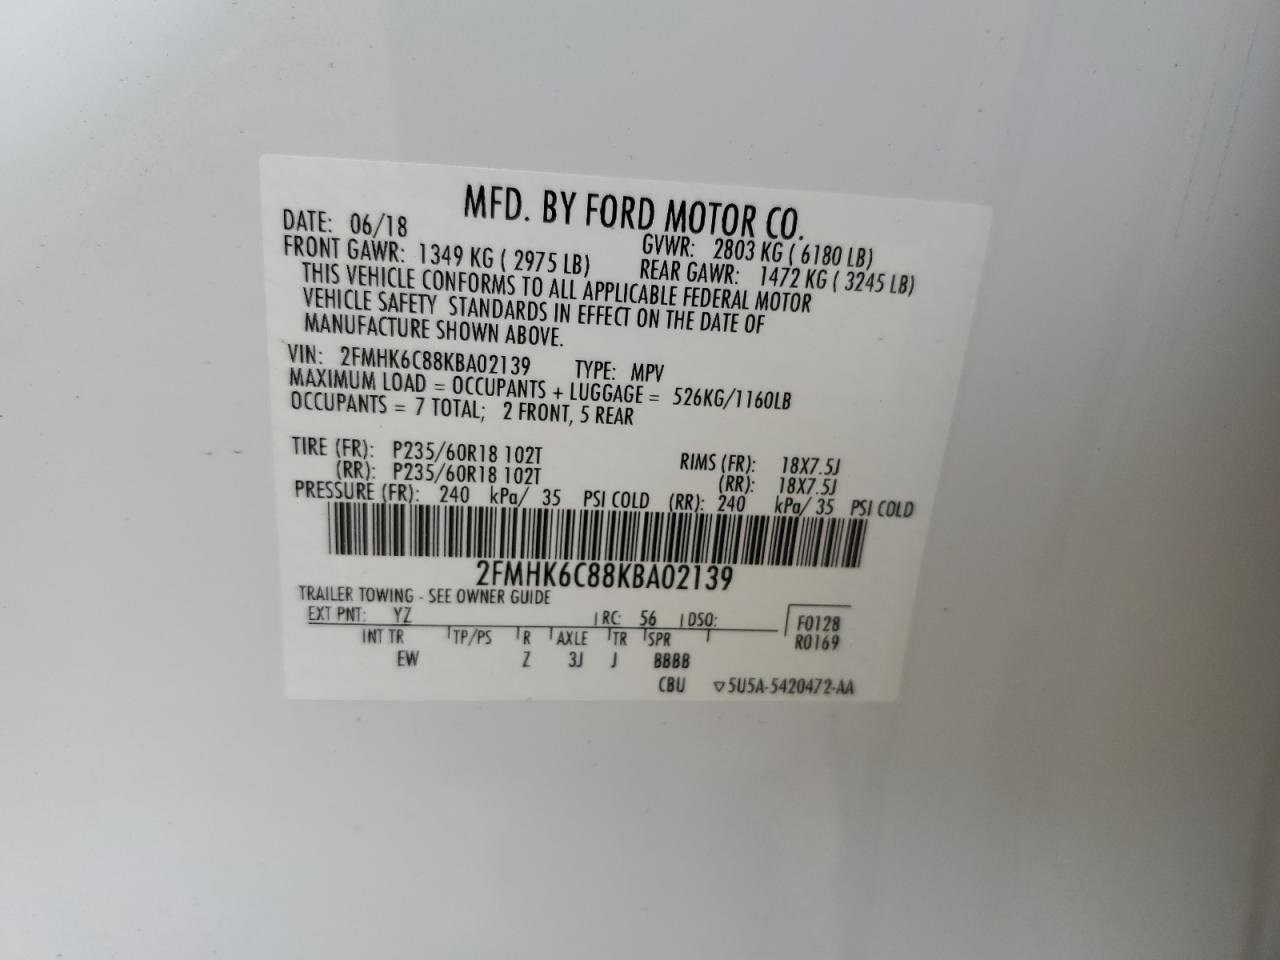 MFD. BY FORD MOTOR CO.
DATE: 06/18 GVWR: 2803 KG ( 6180 LB)
FRONT GAWR: 1349 KG ( 2975 LB) REAR GAWR: 1472 KG ( 3245 LB)
THIS VEHICLE CONFORMS TO ALL APPLICABLE FEDERAL MOTOR
VEHICLE SAFETY STANDARDS IN EFFECT ON THE DATE OF
MANUFACTURE SHOWN ABOVE.
VIN: 2FMHK6C88KBA02139 TYPE: MPV
MAXIMUM LOAD = OCCUPANTS + LUGGAGE = 526KG/1160LB
OCCUPANTS = 7 TOTAL; 2 FRONT, 5 REAR
TIRE (FR): P235/60R18 102T RIMS (FR): 18X7.5J
(RR): P235/60R18 102T (RR): 18X7.5J
PRESSURE (FR): 240 kPa/ 35 PSI COLD (RR): 240 kPa/ 35 PSI COLD
2FMHK6C88KBA02139
TRAILER TOWING - SEE OWNER GUIDE
EXT PNT: YZ RC: 56 DSO: F0128
INT TR TP/PS R AXLE TR SPR R0169
EW Z 3J J BBBB
CBU ▽5U5A-5420472-AA